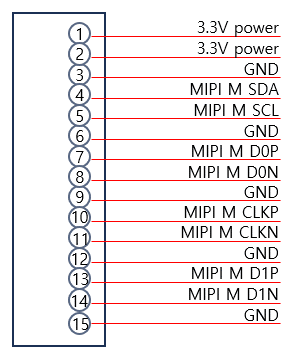 1 3.3V power
2 3.3V power
3 GND
4 MIPI M SDA
5 MIPI M SCL
6 GND
7 MIPI M D0P
8 MIPI M D0N
9 GND
10 MIPI M CLKP
11 MIPI M CLKN
12 GND
13 MIPI M D1P
14 MIPI M D1N
15 GND